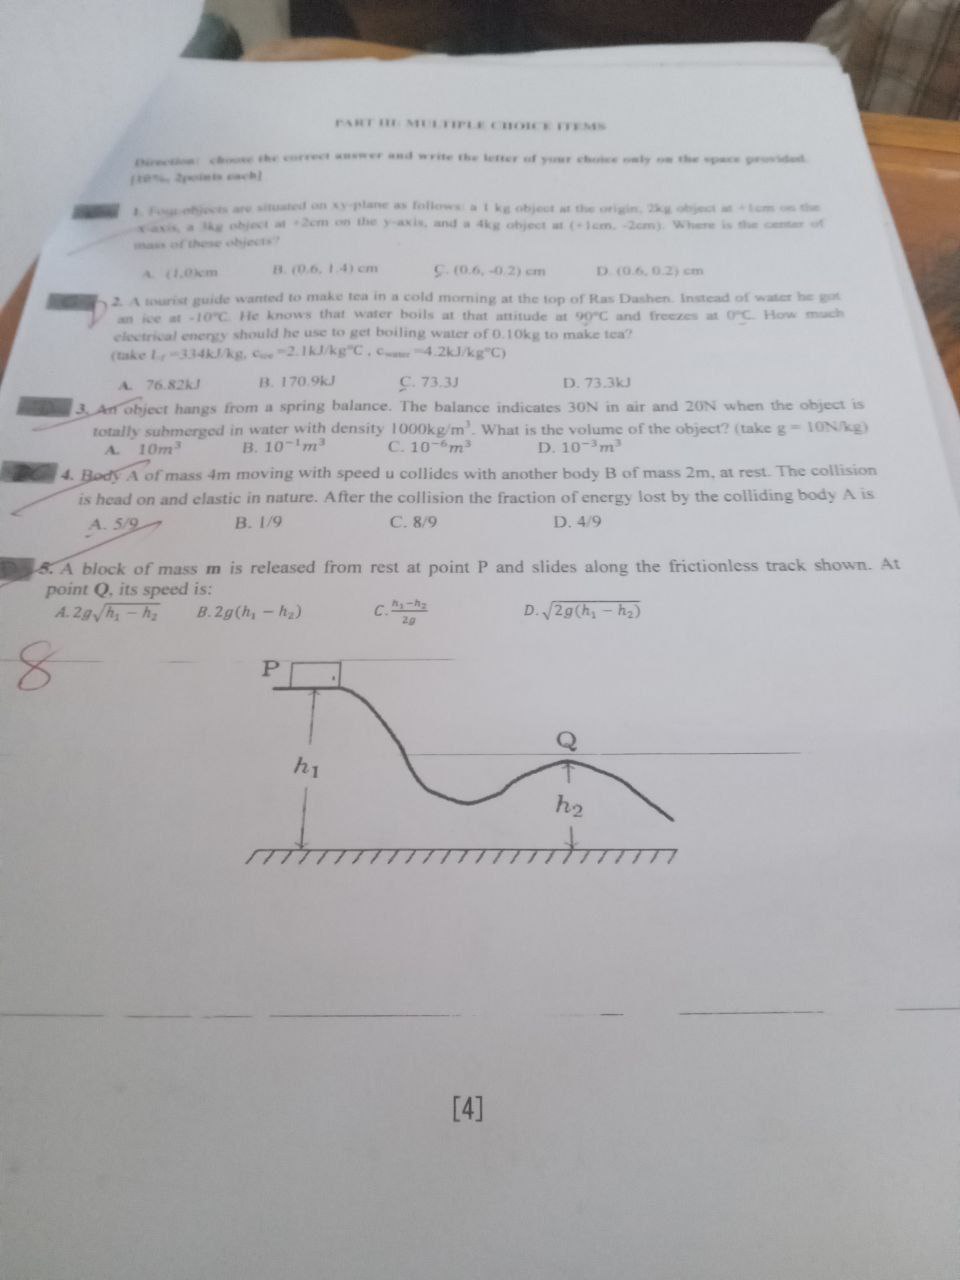 PART III: MULTIPLE CHOICE ITEMS
Direction: choose the correct answer and write the letter of your choice only on the space provided.
[10%, 2points each]
1. Four objects are situated on xy-plane as follows: a 1 kg object at the origin, 2kg object at +1cm on the
x-axis, a 3kg object at +2cm on the y-axis, and a 4kg object at (+1cm, -2cm). Where is the center of
mass of these objects?
A. (1,0)cm B. (0.6, 1.4) cm C. (0.6, -0.2) cm D. (0.6, 0.2) cm
2. A tourist guide wanted to make tea in a cold morning at the top of Ras Dashen. Instead of water he got
an ice at -10°C. He knows that water boils at that attitude at 90°C and freezes at 0°C. How much
electrical energy should he use to get boiling water of 0.10kg to make tea?
(take Lf =334kJ/kg, cice =2.1kJ/kg°C , cwater =4.2kJ/kg°C)
A. 76.82kJ B. 170.9kJ C. 73.3J D. 73.3kJ
3. An object hangs from a spring balance. The balance indicates 30N in air and 20N when the object is
totally submerged in water with density 1000kg/m³. What is the volume of the object? (take g = 10N/kg)
A. 10m³ B. 10⁻¹m³ C. 10⁻⁶m³ D. 10⁻³m³
4. Body A of mass 4m moving with speed u collides with another body B of mass 2m, at rest. The collision
is head on and elastic in nature. After the collision the fraction of energy lost by the colliding body A is
A. 5/9 B. 1/9 C. 8/9 D. 4/9
5. A block of mass m is released from rest at point P and slides along the frictionless track shown. At
point Q, its speed is:
A. 2g√(h₁ − h₂) B. 2g(h₁ − h₂) C. (h₁−h₂)/2g D. √(2g(h₁ − h₂))
8
P
Q
h₁
h₂
[4]